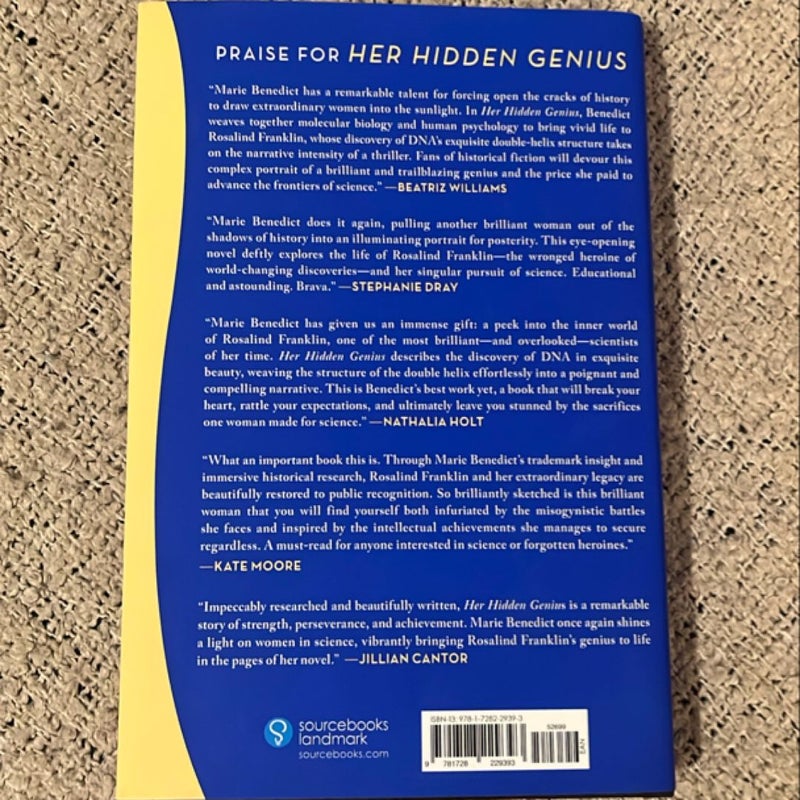 PRAISE FOR HER HIDDEN GENIUS
“Marie Benedict has a remarkable talent for forcing open the cracks of history
to draw extraordinary women into the sunlight. In Her Hidden Genius, Benedict
weaves together molecular biology and human psychology to bring vivid life to
Rosalind Franklin, whose discovery of DNA’s exquisite double-helix structure takes
on the narrative intensity of a thriller. Fans of historical fiction will devour this
complex portrait of a brilliant and trailblazing genius and the price she paid to
advance the frontiers of science.” —BEATRIZ WILLIAMS
“Marie Benedict does it again, pulling another brilliant woman out of the
shadows of history into an illuminating portrait for posterity. This eye-opening
novel deftly explores the life of Rosalind Franklin—the wronged heroine of
world-changing discoveries—and her singular pursuit of science. Educational
and astounding. Brava.” —STEPHANIE DRAY
“Marie Benedict has given us an immense gift: a peek into the inner world
of Rosalind Franklin, one of the most brilliant—and overlooked—scientists
of her time. Her Hidden Genius describes the discovery of DNA in exquisite
beauty, weaving the structure of the double helix effortlessly into a poignant and
compelling narrative. This is Benedict’s best work yet, a book that will break your
heart, rattle your expectations, and ultimately leave you stunned by the sacrifices
one woman made for science.” —NATHALIA HOLT
“What an important book this is. Through Marie Benedict’s trademark insight and
immersive historical research, Rosalind Franklin and her extraordinary legacy are
beautifully restored to public recognition. So brilliantly sketched is this brilliant
woman that you will find yourself both infuriated by the misogynistic battles
she faces and inspired by the intellectual achievements she manages to secure
regardless. A must-read for anyone interested in science or forgotten heroines.”
—KATE MOORE
“Impeccably researched and beautifully written, Her Hidden Genius is a remarkable
story of strength, perseverance, and achievement. Marie Benedict once again shines
a light on women in science, vibrantly bringing Rosalind Franklin’s genius to life
in the pages of her novel.” —JILLIAN CANTOR
sourcebooks
landmark
sourcebooks.com
ISBN-13: 978-1-7282-2939-3
52699
EAN
9 781728 229393